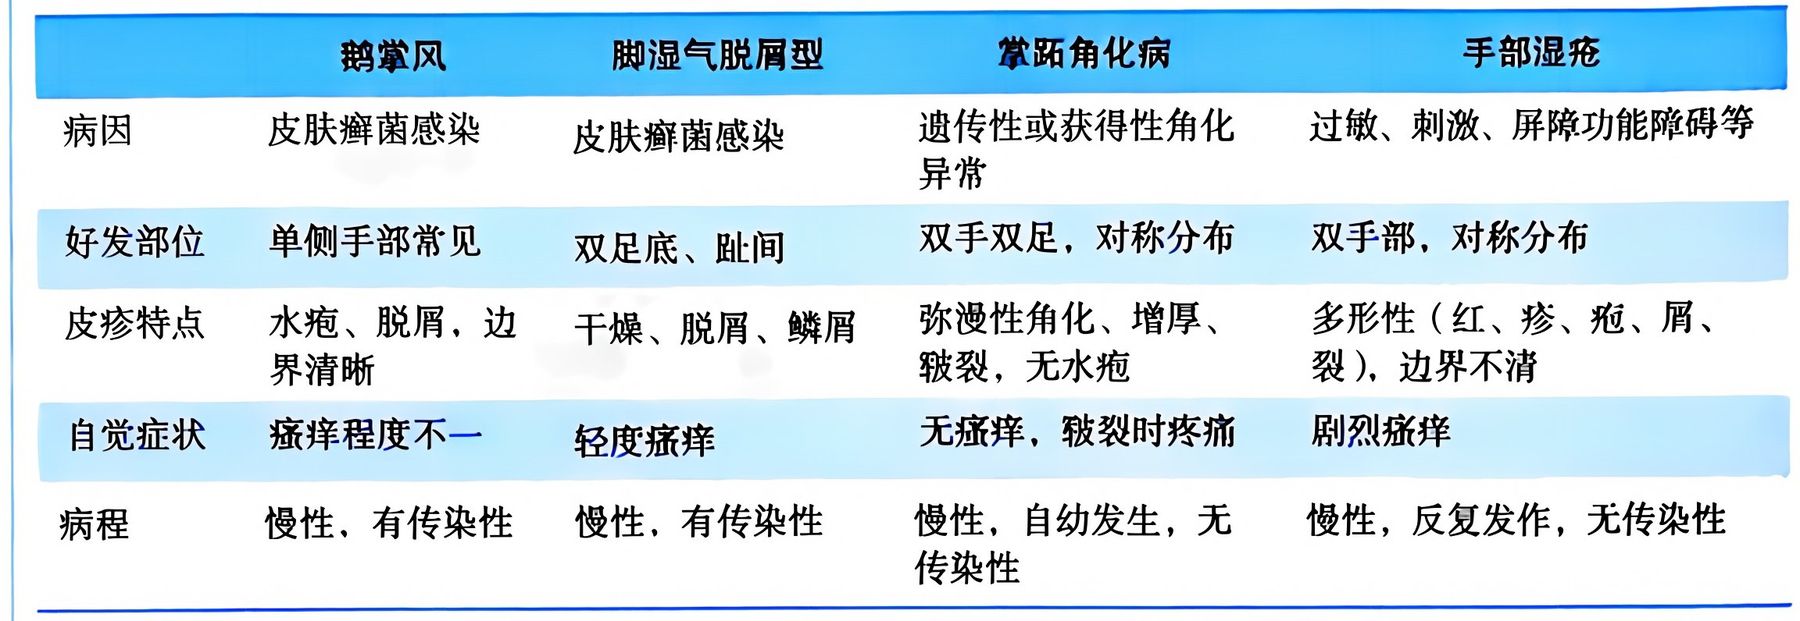 鹅掌风 脚湿气脱屑型 掌跖角化病 手部湿疮
病因 皮肤癣菌感染 皮肤癣菌感染 遗传性或获得性角化 过敏、刺激、屏障功能障碍等
异常
好发部位 单侧手部常见 双足底、趾间 双手双足，对称分布 双手部，对称分布
皮疹特点 水疱、脱屑，边 干燥、脱屑、鳞屑 弥漫性角化、增厚、 多形性（红、疹、疱、屑、
界清晰 皲裂，无水疱 裂），边界不清
自觉症状 瘙痒程度不一 轻度瘙痒 无瘙痒，皲裂时疼痛 剧烈瘙痒
病程 慢性，有传染性 慢性，有传染性 慢性，自幼发生，无 慢性，反复发作，无传染性
传染性